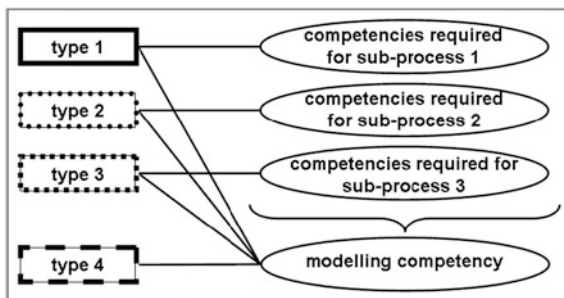 type 1
competencies required
for sub-process 1
type 2
competencies required
for sub-process 2
type 3
competencies required for
sub-process 3
type 4
modelling competency